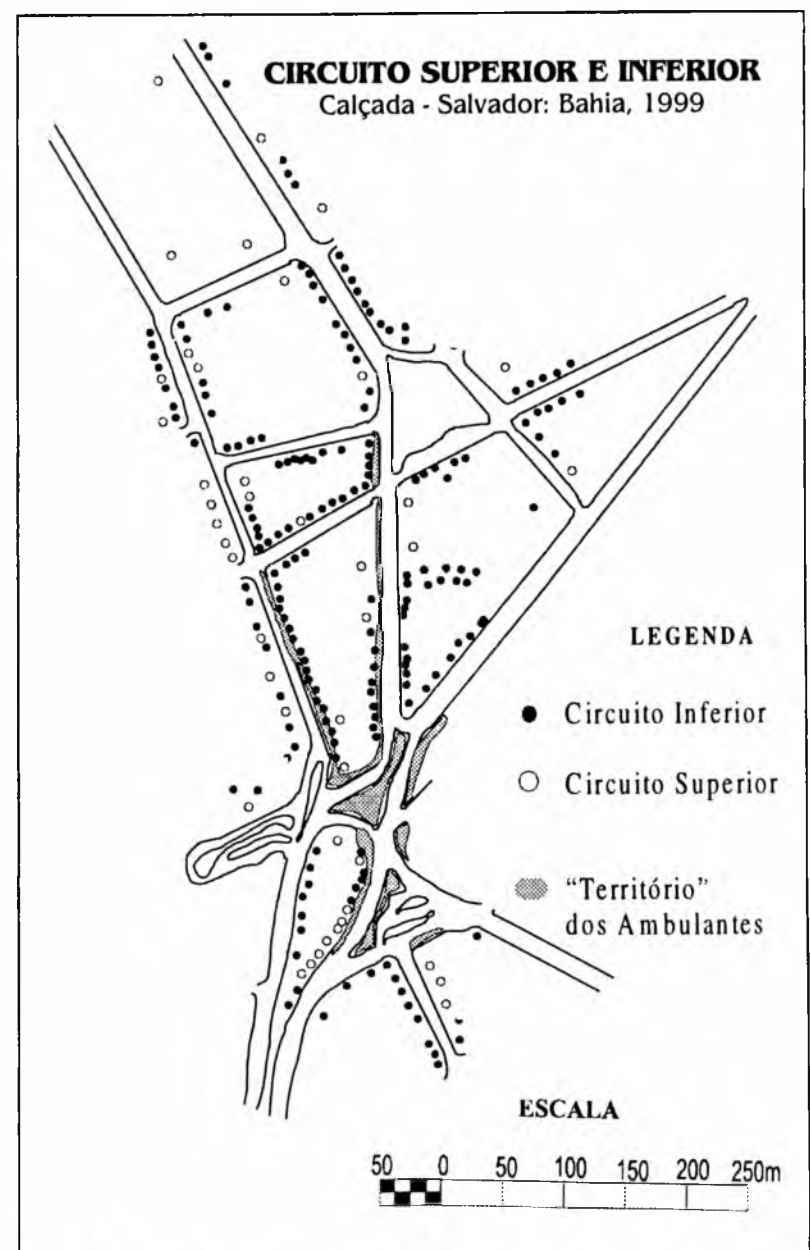 CIRCUITO SUPERIOR E INFERIOR
Calçada - Salvador: Bahia, 1999
LEGENDA
Circuito Inferior
Circuito Superior
“Território”
dos Ambulantes
ESCALA
50 0 50 100 150 200 250m